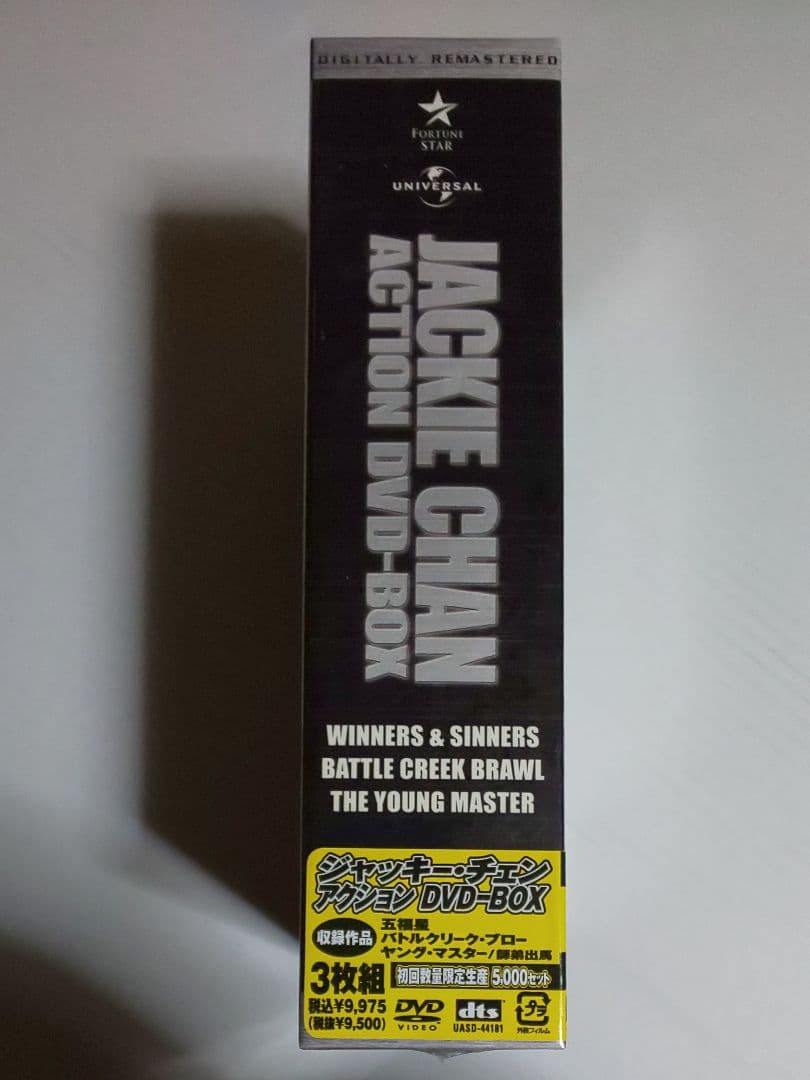 DIGITALLY REMASTERED
FORTUNE
STAR
UNIVERSAL
JACKIE CHAN
ACTION DVD-BOX
WINNERS & SINNERS
BATTLE CREEK BRAWL
THE YOUNG MASTER
ジャッキー・チェン
アクション DVD-BOX
収録作品
五福星
バトルクリーク・ブロー
ヤング・マスター/師弟出馬
3枚組 初回数量限定生産 5,000セット
税込¥9,975
(税抜¥9,500)
DVD
VIDEO
dts
UASD-44181
プラ
外装フィルム